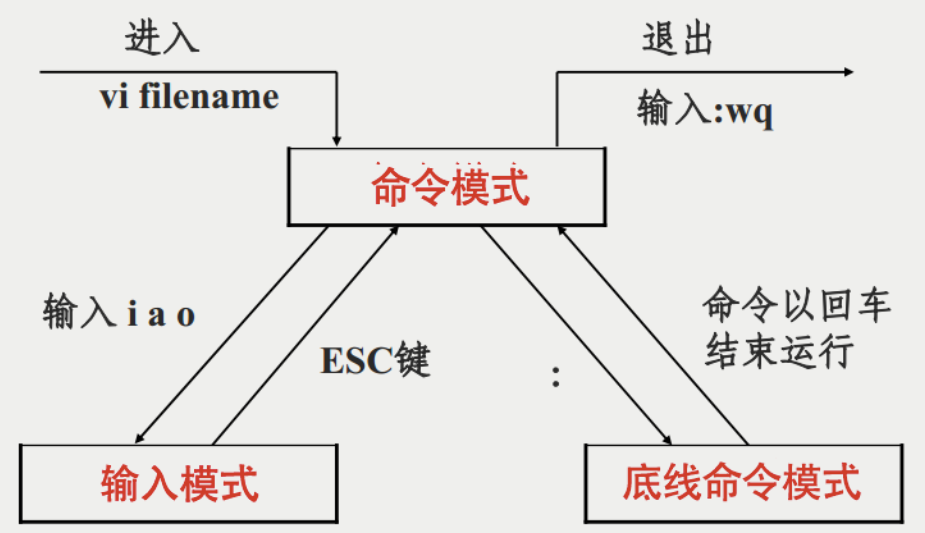 进入
vi filename
退出
输入:wq
命令模式
输入 i a o
ESC键
:
命令以回车
结束运行
输入模式
底线命令模式